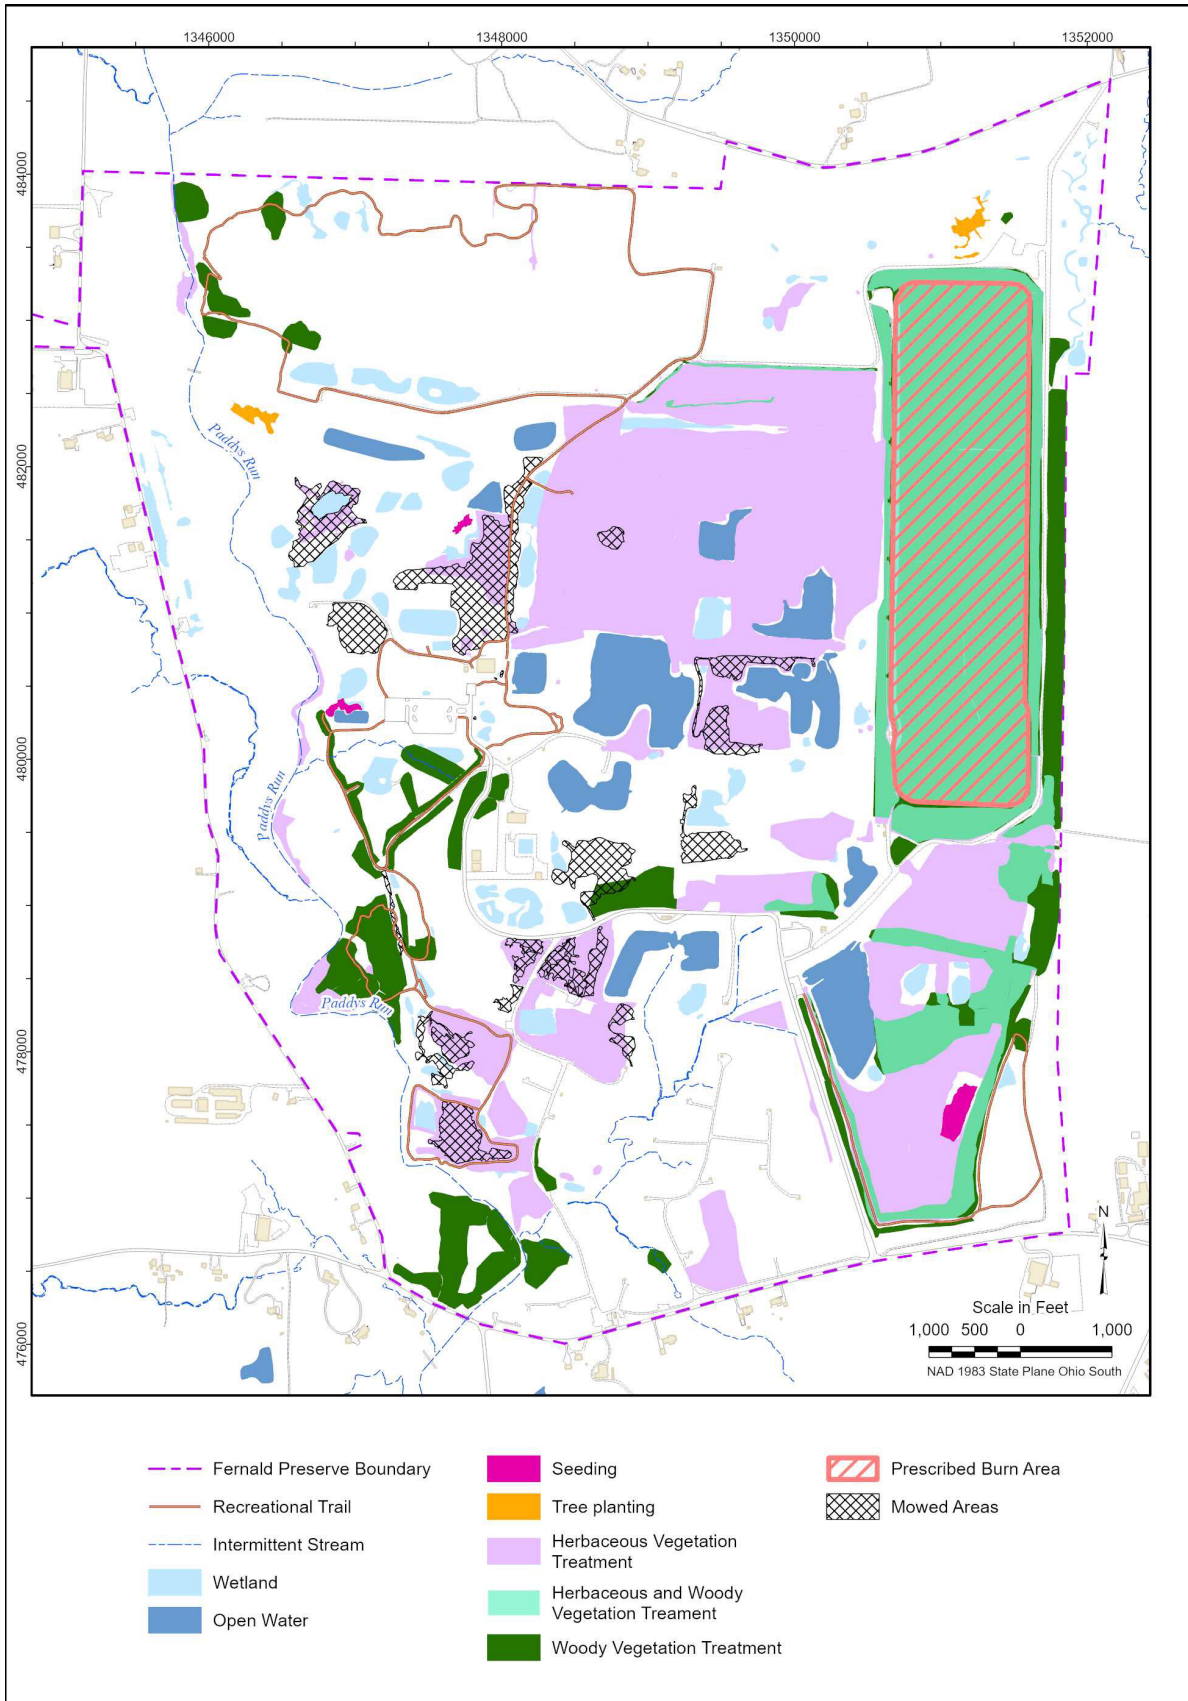 1346000
1348000
1350000
1352000
484000
482000
480000
478000
476000
Paddys Run
Paddys Run
Paddys Run
N
Scale in Feet
1,000 500 0 1,000
NAD 1983 State Plane Ohio South
Fernald Preserve Boundary
Recreational Trail
Intermittent Stream
Wetland
Open Water
Seeding
Tree planting
Herbaceous Vegetation
Treatment
Herbaceous and Woody
Vegetation Treament
Woody Vegetation Treatment
Prescribed Burn Area
Mowed Areas